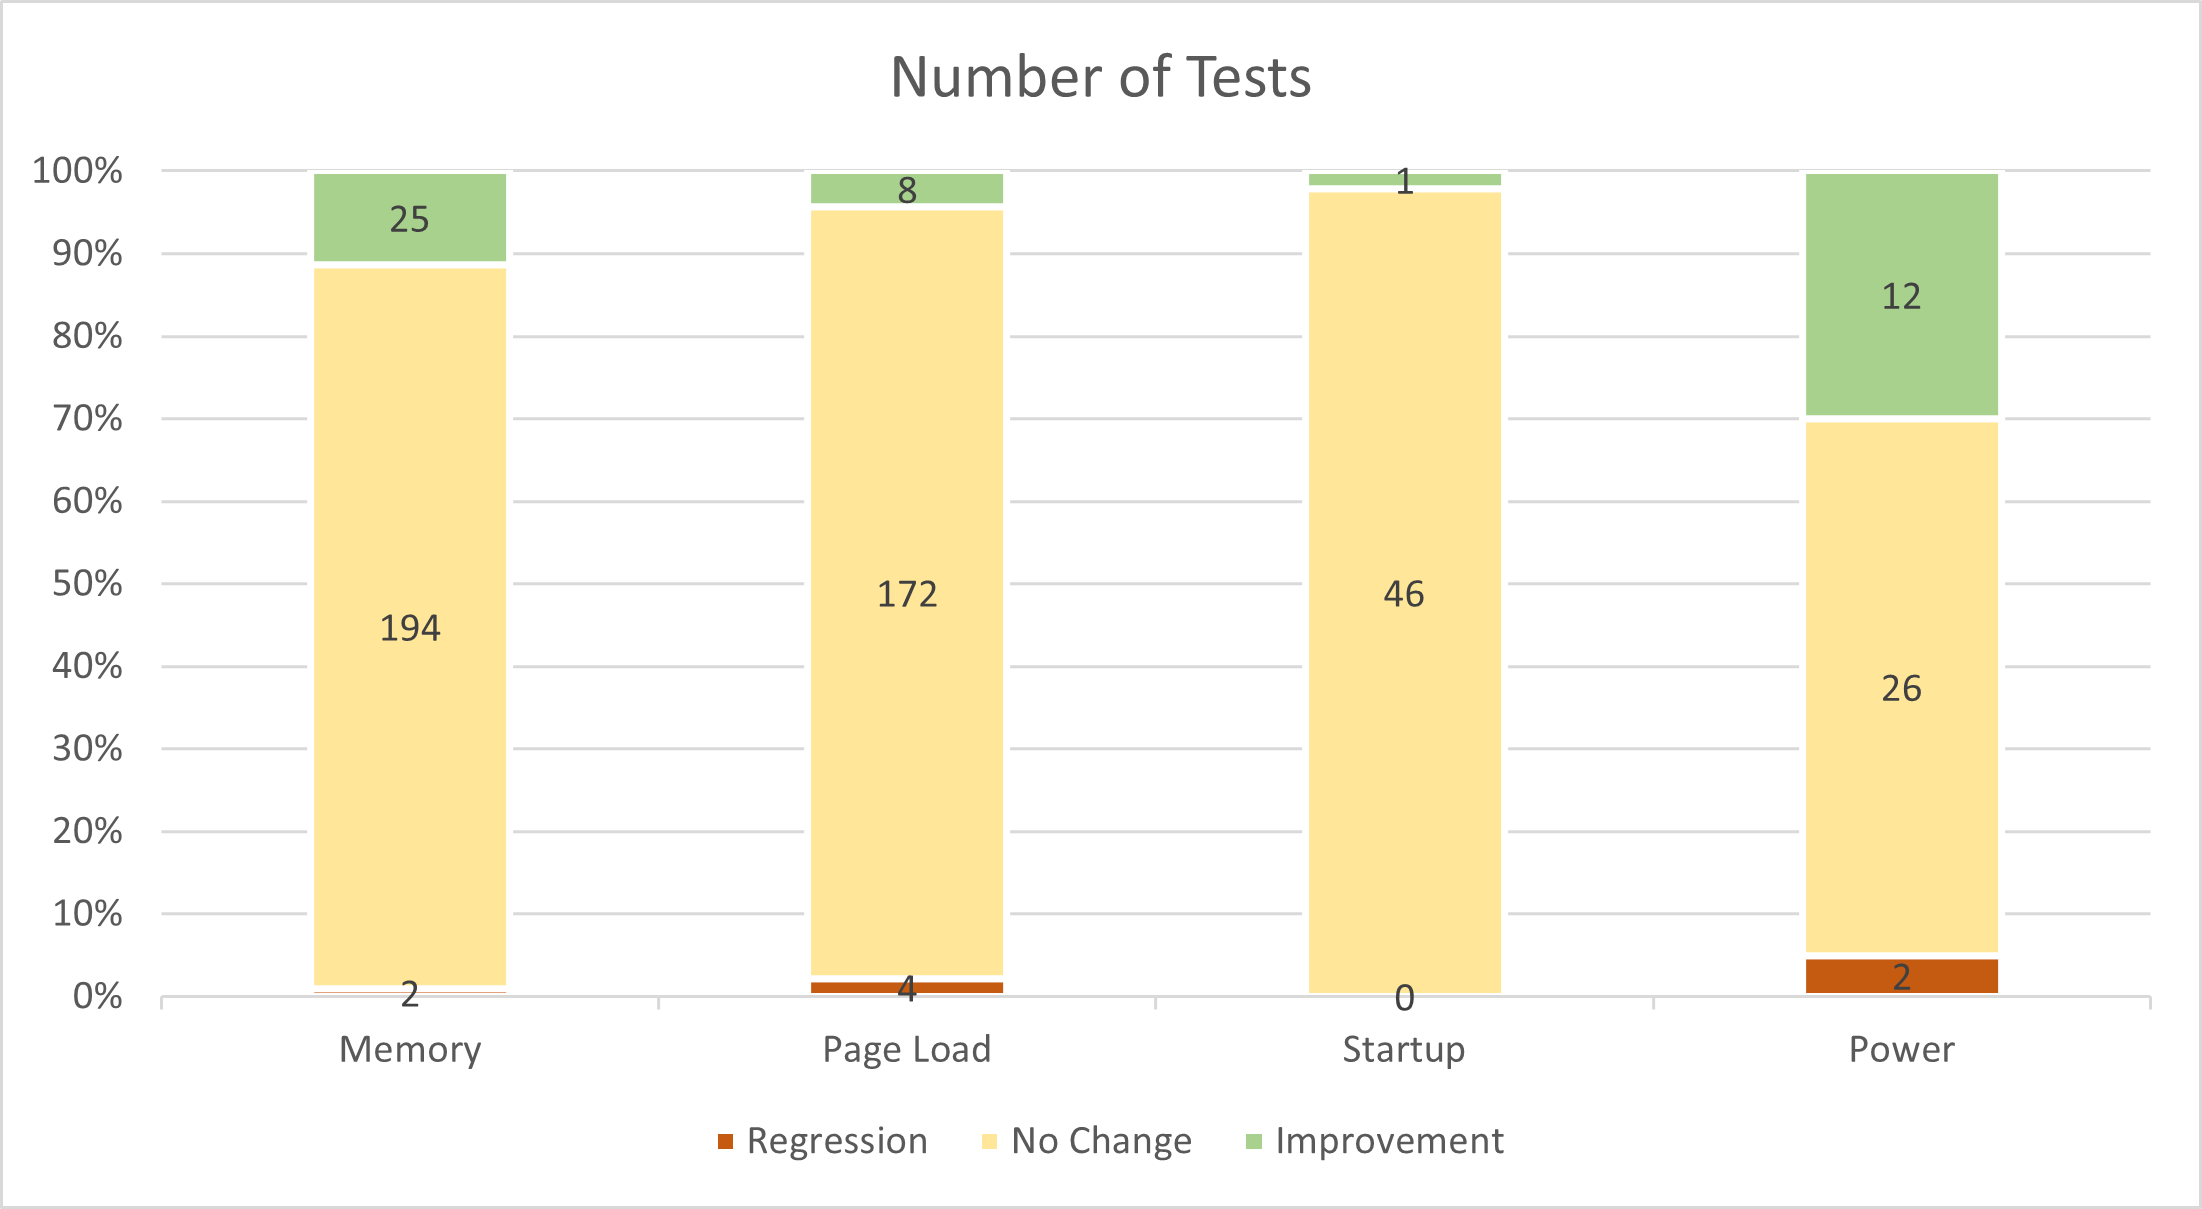 Number of Tests
100%
90%
80%
70%
60%
50%
40%
30%
20%
10%
0%
25
8
1
12
194
172
46
26
2
4
0
2
Memory
Page Load
Startup
Power
Regression
No Change
Improvement